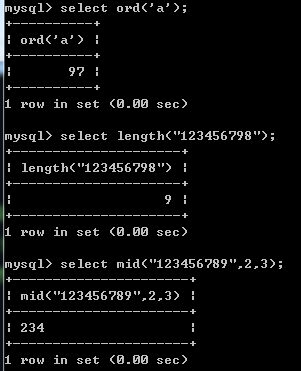 mysql> select ord('a');
+----------+
| ord('a') |
+----------+
|       97 |
+----------+
1 row in set (0.00 sec)
mysql> select length("123456798");
+---------------------+
| length("123456798") |
+---------------------+
|                   9 |
+---------------------+
1 row in set (0.00 sec)
mysql> select mid("123456789",2,3);
+----------------------+
| mid("123456789",2,3) |
+----------------------+
| 234                  |
+----------------------+
1 row in set (0.00 sec)